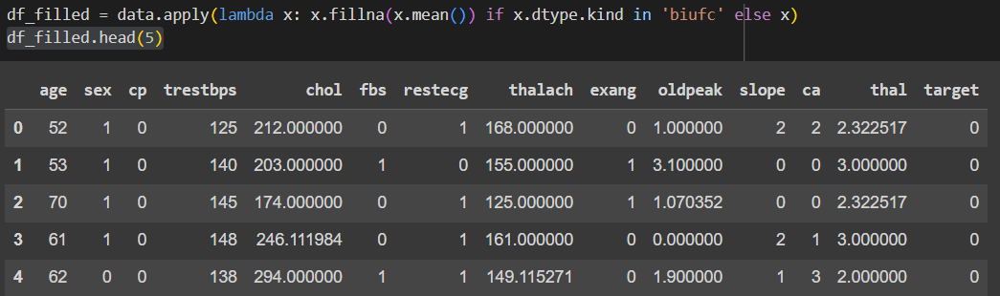 df_filled = data.apply(lambda x: x.fillna(x.mean()) if x.dtype.kind in 'biufc' else x)
df_filled.head(5)
age sex cp trestbps chol fbs restecg thalach exang oldpeak slope ca thal target
0 52 1 0 125 212.000000 0 1 168.000000 0 1.000000 2 2 2.322517 0
1 53 1 0 140 203.000000 1 0 155.000000 1 3.100000 0 0 3.000000 0
2 70 1 0 145 174.000000 0 1 125.000000 1 1.070352 0 0 2.322517 0
3 61 1 0 148 246.111984 0 1 161.000000 0 0.000000 2 1 3.000000 0
4 62 0 0 138 294.000000 1 1 149.115271 0 1.900000 1 3 2.000000 0